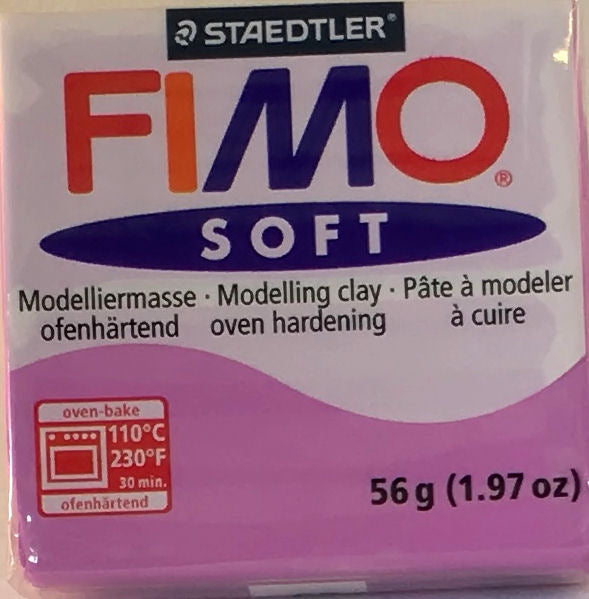 STAEDTLER®
FIMO®
SOFT
Modelliermasse · Modelling clay · Pâte à modeler
ofenhärtend oven hardening à cuire
oven-bake
110°C
230°F
30 min.
ofenhärtend
56 g (1.97 oz)